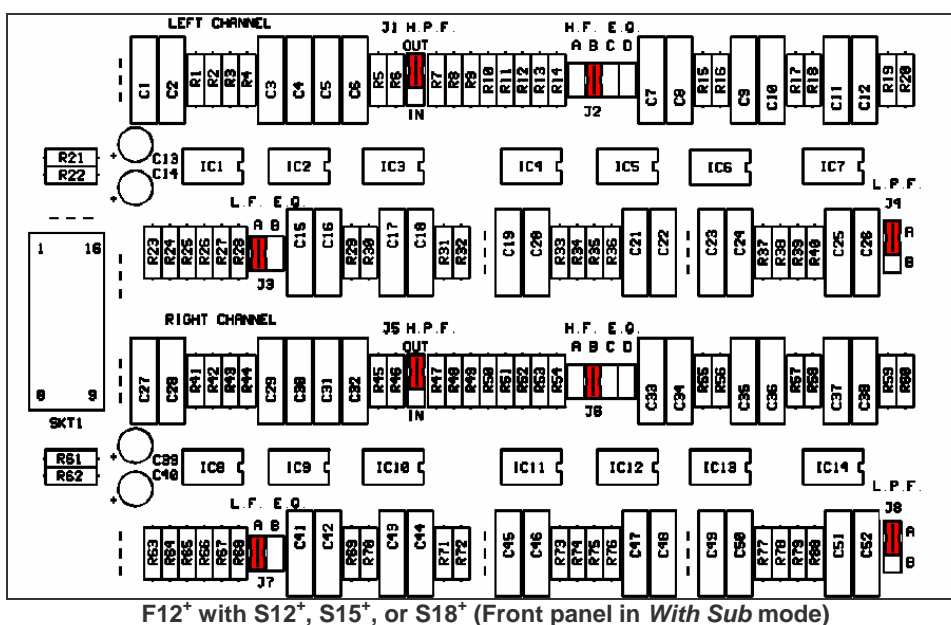 LEFT CHANNEL J1 H.P.F. H.F. E.Q.
OUT A B C D
C1 C2 R1 R2 R3 R4 C3 C4 C5 C6 R5 R6 R7 R8 R9 R10 R11 R12 R13 R14 C7 C8 R15 R16 C9 C10 R17 R18 C11 C12 R19 R20
IN J2
R21 + C13 IC1 IC2 IC3 IC4 IC5 IC6 IC7
R22 + C14
L.F. E.Q. L.P.F.
A B J4
1 16 R23 R24 R25 R26 R27 R28 C15 C16 R29 R30 C17 C18 R31 R32 C19 C20 R33 R34 R35 R36 C21 C22 C23 C24 R37 R38 R39 R40 C25 C26 A
J3 B
RIGHT CHANNEL J5 H.P.F. H.F. E.Q.
OUT A B C D
8 9 C27 C28 R41 R42 R43 R44 C29 C30 C31 C32 R45 R46 R47 R48 R49 R50 R51 R52 R53 R54 C33 C34 R55 R56 C35 C36 R57 R58 C37 C38 R59 R60
SKT1 IN J6
R61 + C39 IC8 IC9 IC10 IC11 IC12 IC13 IC14
R62 + C40
L.F. E.Q. L.P.F.
A B J8
R63 R64 R65 R66 R67 R68 C41 C42 R69 R70 C43 C44 R71 R72 C45 C46 R73 R74 R75 R76 C47 C48 C49 C50 R77 R78 R79 R80 C51 C52 A
J7 B
F12⁺ with S12⁺, S15⁺, or S18⁺ (Front panel in With Sub mode)